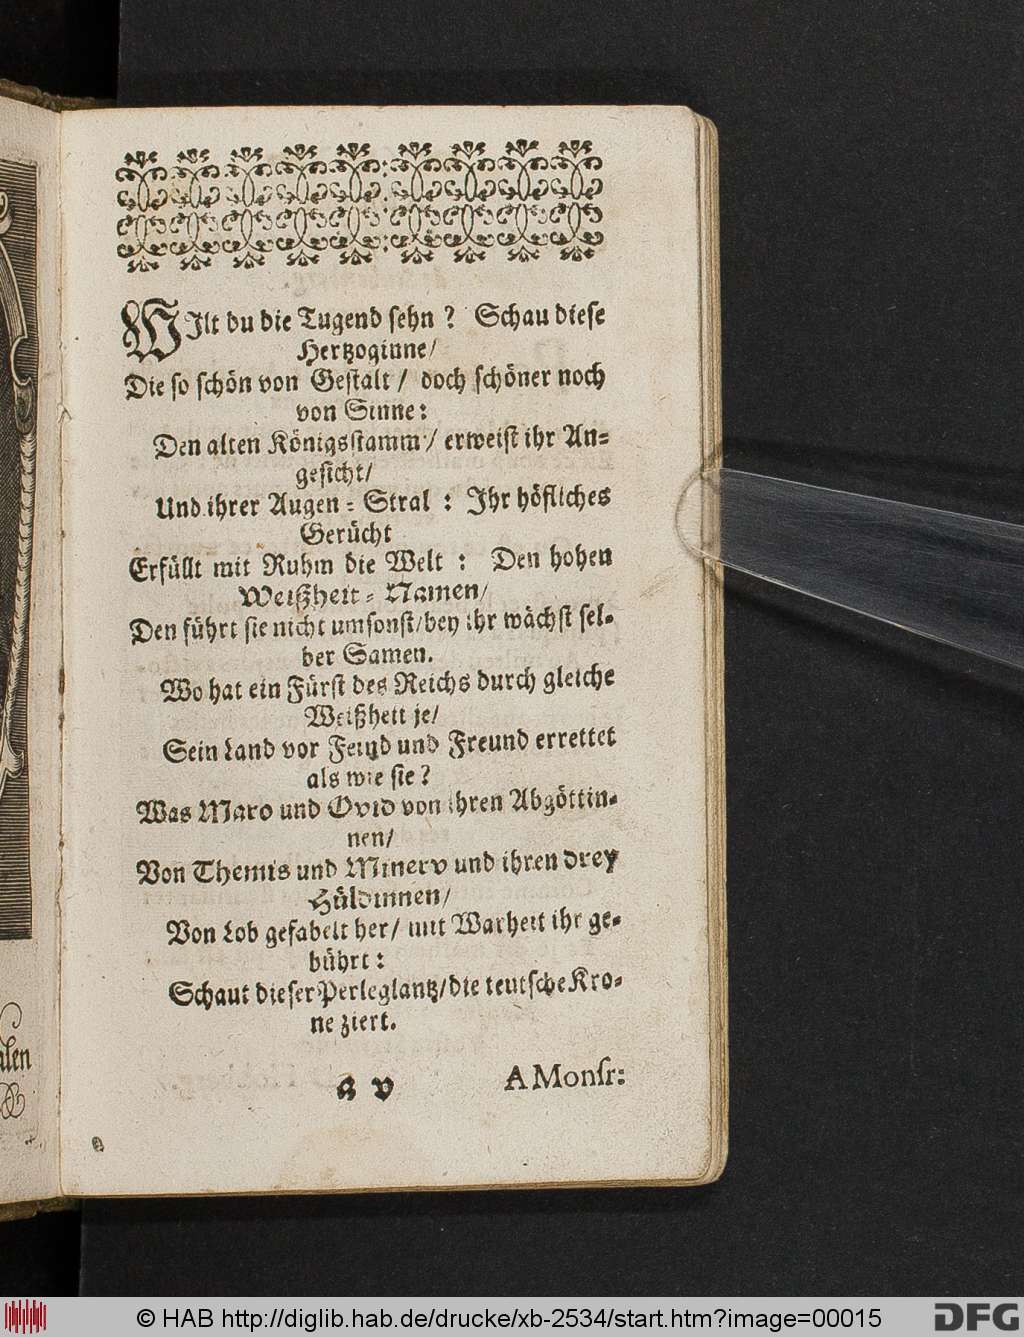 WIlt du die Tugend sehn? Schau diese
Hertzoginne/
Die so schön von Gestalt / doch schöner noch
von Sinne:
Den alten Königsstamm / erweist ihr An=
gesicht/
Und ihrer Augen = Stral : Ihr höfliches
Gerücht
Erfüllt mit Ruhm die Welt : Den hohen
Weißheit = Namen/
Den führt sie nicht umsonst/bey ihr wächst sel=
ber Samen.
Wo hat ein Fürst des Reichs durch gleiche
Weißheit je/
Sein Land vor Feind und Freund errettet
als wie sie?
Was Maro und Ovid von ihren Abgöttin=
nen/
Von Themis und Minerv und ihren drey
Hüldinnen/
Von Lob gefabelt her/ mit Warheit ihr ge=
bührt:
Schaut dieser Perleglantz/die teutsche Kro=
ne ziert.
a v
A Monsr:
alen
© HAB http://diglib.hab.de/drucke/xb-2534/start.htm?image=00015
DFG